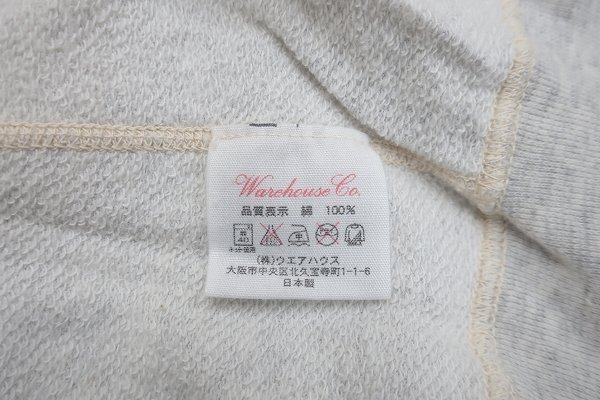 Warehouse Co.
品質表示 綿 100%
40
(株)ウエアハウス
大阪市中央区北久宝寺町1-1-6
日本製